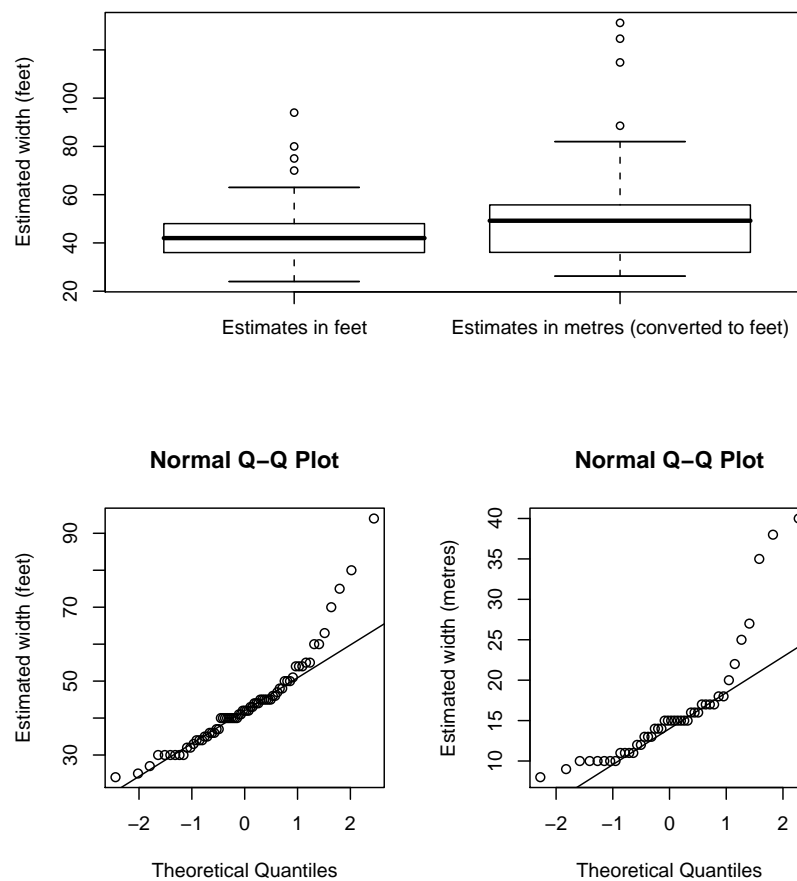 Estimated width (feet)
20 40 60 80 100
Estimates in feet Estimates in metres (converted to feet)
Normal Q−Q Plot
Estimated width (feet)
30 50 70 90
−2 −1 0 1 2
Theoretical Quantiles
Normal Q−Q Plot
Estimated width (metres)
10 15 20 25 30 35 40
−2 −1 0 1 2
Theoretical Quantiles